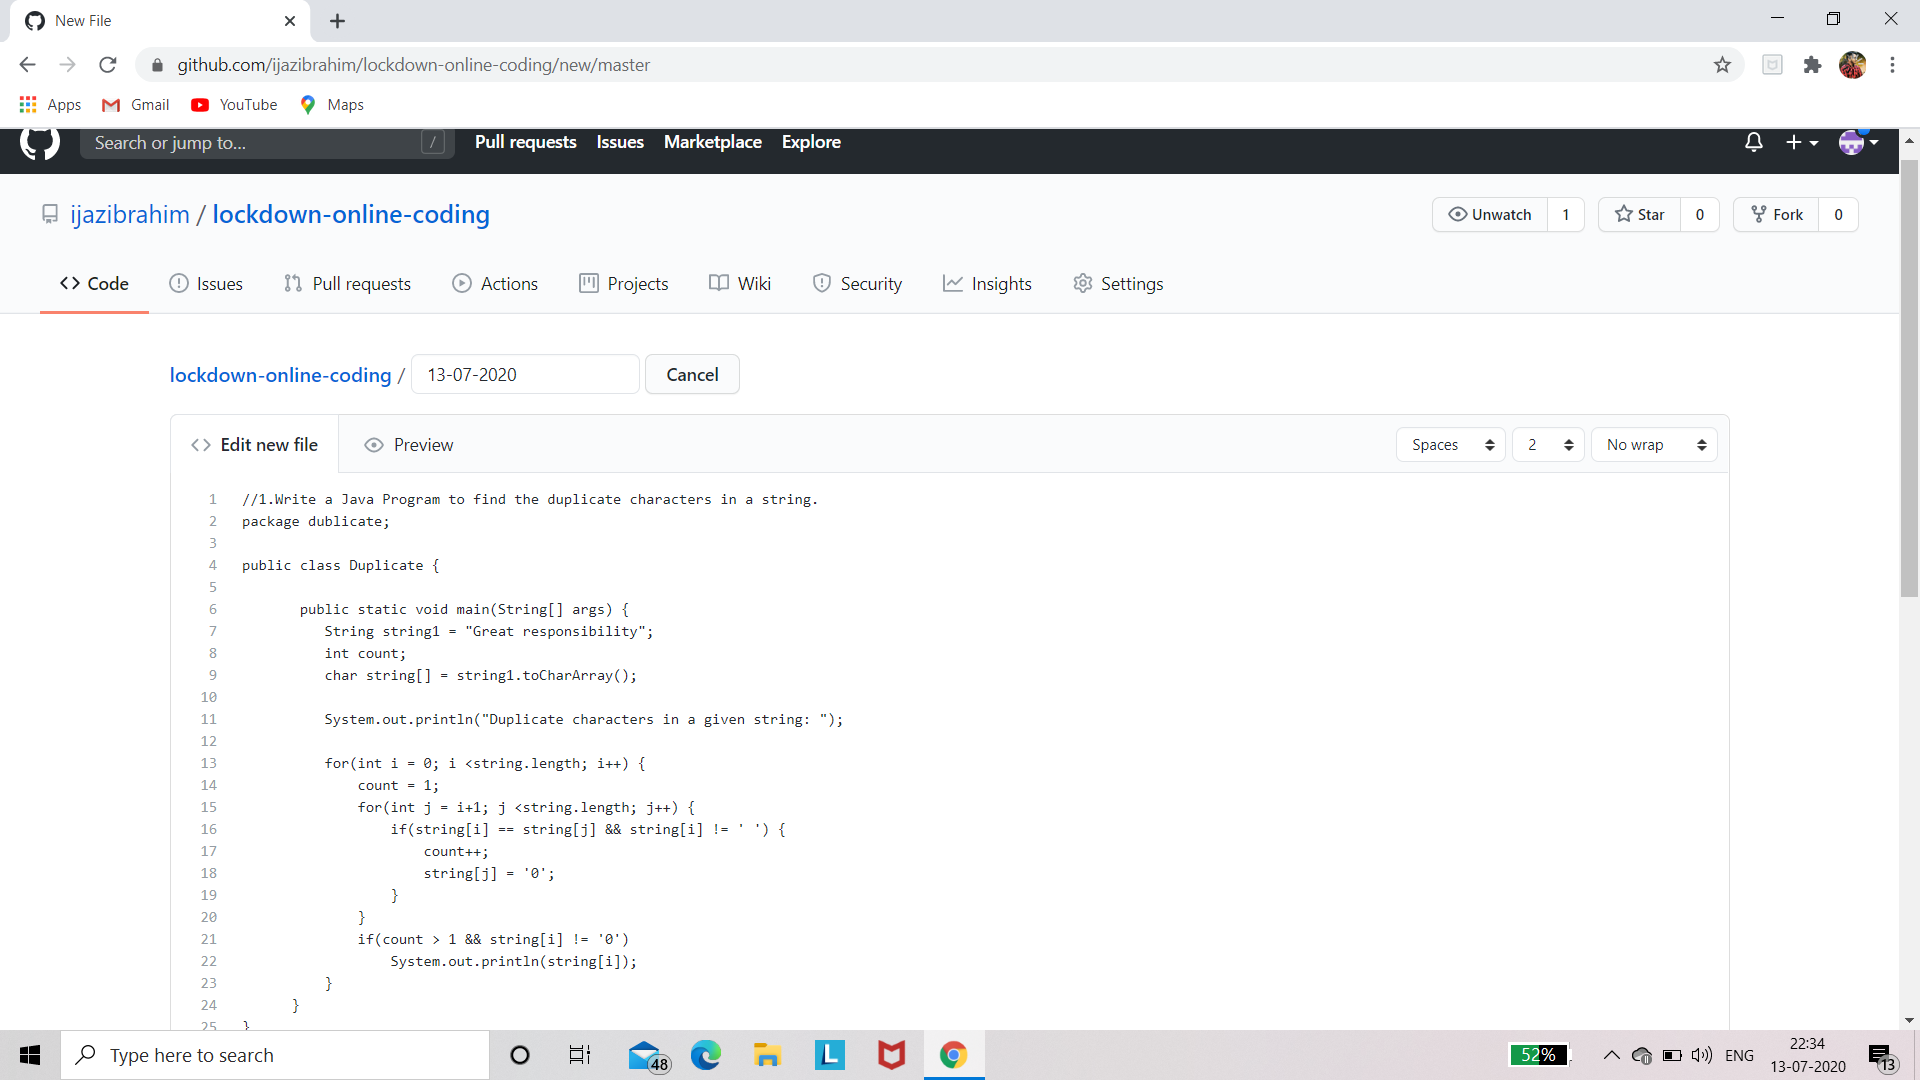 New File
github.com/ijazibrahim/lockdown-online-coding/new/master
Apps Gmail YouTube Maps
Search or jump to... / Pull requests Issues Marketplace Explore
ijazibrahim / lockdown-online-coding Unwatch 1 Star 0 Fork 0
Code Issues Pull requests Actions Projects Wiki Security Insights Settings
lockdown-online-coding / 13-07-2020 Cancel
Edit new file Preview Spaces 2 No wrap
1 //1.Write a Java Program to find the duplicate characters in a string.
2 package dublicate;
3
4 public class Duplicate {
5
6 public static void main(String[] args) {
7 String string1 = "Great responsibility";
8 int count;
9 char string[] = string1.toCharArray();
10
11 System.out.println("Duplicate characters in a given string: ");
12
13 for(int i = 0; i <string.length; i++) {
14 count = 1;
15 for(int j = i+1; j <string.length; j++) {
16 if(string[i] == string[j] && string[i] != ' ') {
17 count++;
18 string[j] = '0';
19 }
20 }
21 if(count > 1 && string[i] != '0')
22 System.out.println(string[i]);
23 }
24 }
25 }
Type here to search 48 L 52% ENG 22:34 13
13-07-2020